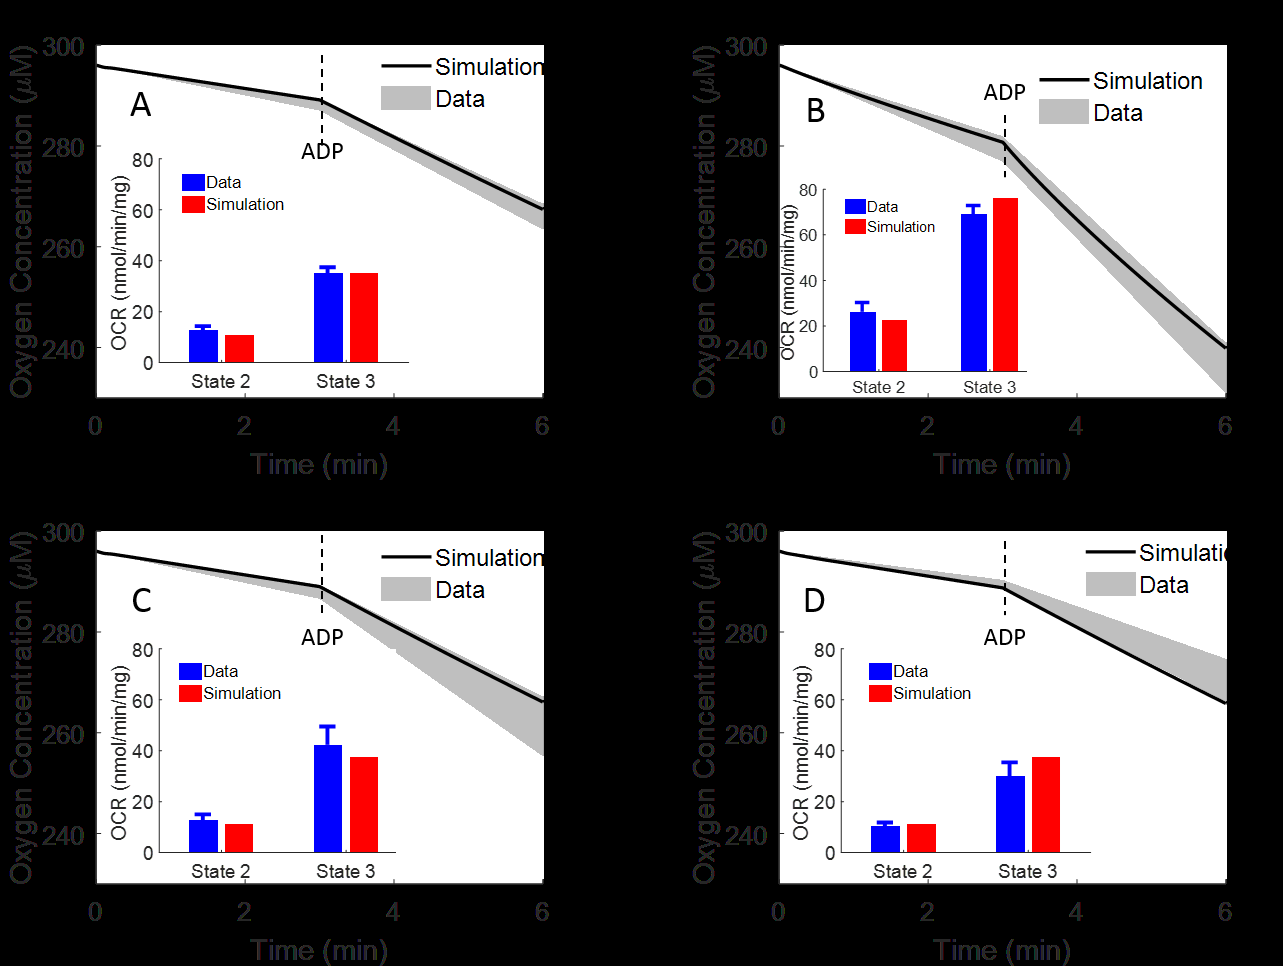 300
280
260
240
0
2
4
6
Oxygen Concentration (μM)
Time (min)
A
ADP
Simulation
Data
80
60
40
20
0
OCR (nmol/min/mg)
Data
Simulation
State 2
State 3
300
280
260
240
0
2
4
6
Oxygen Concentration (μM)
Time (min)
B
ADP
Simulation
Data
80
60
40
20
0
OCR (nmol/min/mg)
Data
Simulation
State 2
State 3
300
280
260
240
0
2
4
6
Oxygen Concentration (μM)
Time (min)
C
ADP
Simulation
Data
80
60
40
20
0
OCR (nmol/min/mg)
Data
Simulation
State 2
State 3
300
280
260
240
0
2
4
6
Oxygen Concentration (μM)
Time (min)
D
ADP
Simulatio
Data
80
60
40
20
0
OCR (nmol/min/mg)
Data
Simulation
State 2
State 3